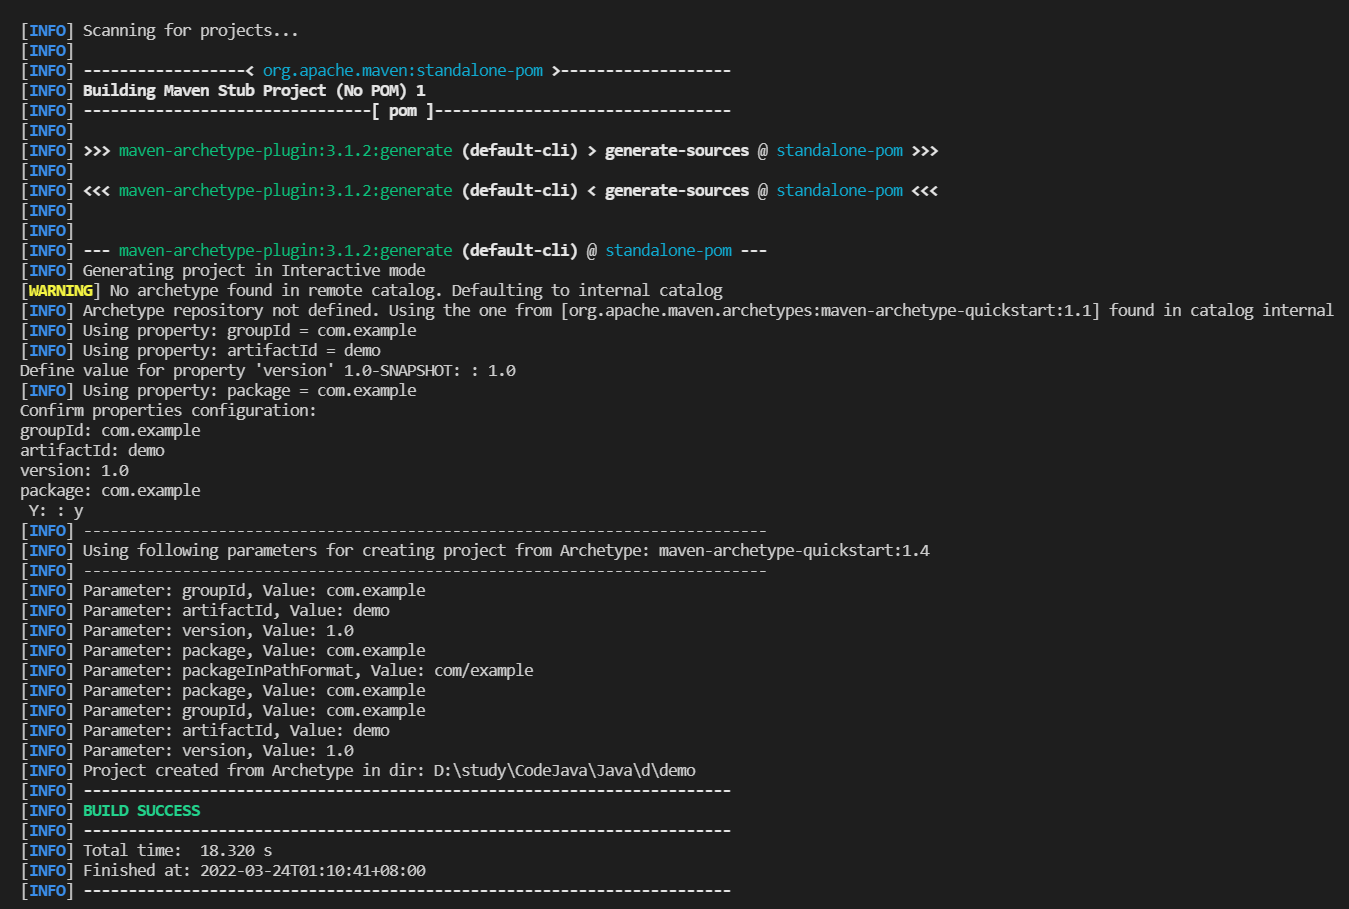 [INFO] Scanning for projects...
[INFO]
[INFO] ------------------< org.apache.maven:standalone-pom >-------------------
[INFO] Building Maven Stub Project (No POM) 1
[INFO] --------------------------------[ pom ]---------------------------------
[INFO]
[INFO] >>> maven-archetype-plugin:3.1.2:generate (default-cli) > generate-sources @ standalone-pom >>>
[INFO]
[INFO] <<< maven-archetype-plugin:3.1.2:generate (default-cli) < generate-sources @ standalone-pom <<<
[INFO]
[INFO]
[INFO] --- maven-archetype-plugin:3.1.2:generate (default-cli) @ standalone-pom ---
[INFO] Generating project in Interactive mode
[WARNING] No archetype found in remote catalog. Defaulting to internal catalog
[INFO] Archetype repository not defined. Using the one from [org.apache.maven.archetypes:maven-archetype-quickstart:1.1] found in catalog internal
[INFO] Using property: groupId = com.example
[INFO] Using property: artifactId = demo
Define value for property 'version' 1.0-SNAPSHOT: : 1.0
[INFO] Using property: package = com.example
Confirm properties configuration:
groupId: com.example
artifactId: demo
version: 1.0
package: com.example
 Y: : y
[INFO] ----------------------------------------------------------------------------
[INFO] Using following parameters for creating project from Archetype: maven-archetype-quickstart:1.4
[INFO] ----------------------------------------------------------------------------
[INFO] Parameter: groupId, Value: com.example
[INFO] Parameter: artifactId, Value: demo
[INFO] Parameter: version, Value: 1.0
[INFO] Parameter: package, Value: com.example
[INFO] Parameter: packageInPathFormat, Value: com/example
[INFO] Parameter: package, Value: com.example
[INFO] Parameter: groupId, Value: com.example
[INFO] Parameter: artifactId, Value: demo
[INFO] Parameter: version, Value: 1.0
[INFO] Project created from Archetype in dir: D:\study\CodeJava\Java\d\demo
[INFO] ------------------------------------------------------------------------
[INFO] BUILD SUCCESS
[INFO] ------------------------------------------------------------------------
[INFO] Total time:  18.320 s
[INFO] Finished at: 2022-03-24T01:10:41+08:00
[INFO] ------------------------------------------------------------------------